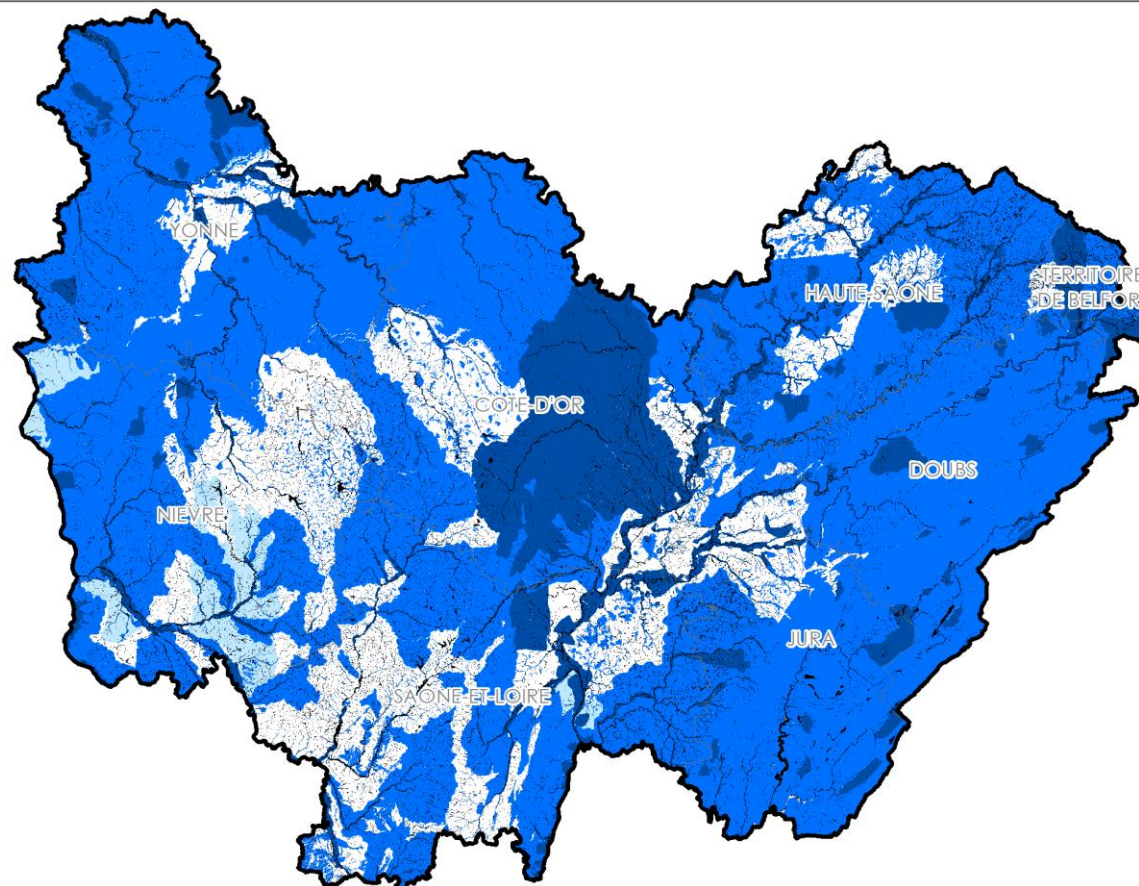 YONNE
TERRITOIRE
DE BELFOR
HAUTE-SAONE
COTE-D'OR
DOUBS
NIEVRE
JURA
SAONE-ET-LOIRE